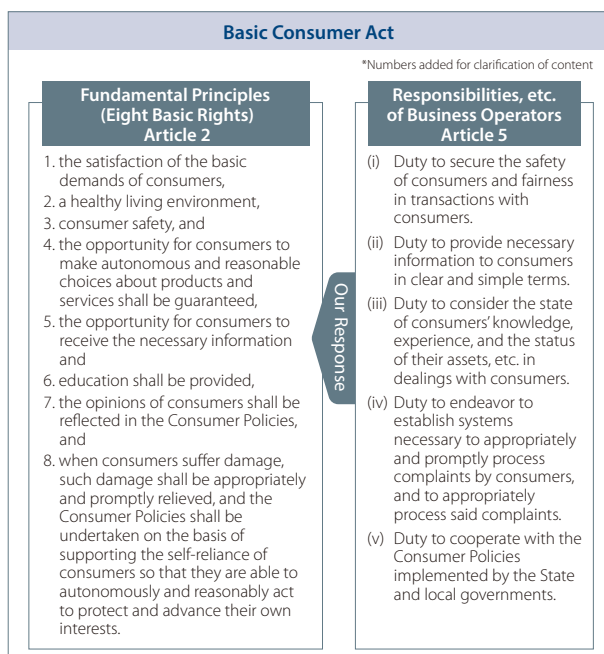 Basic Consumer Act
*Numbers added for clarification of content
Fundamental Principles
(Eight Basic Rights)
Article 2
1. the satisfaction of the basic
demands of consumers,
2. a healthy living environment,
3. consumer safety, and
4. the opportunity for consumers to
make autonomous and reasonable
choices about products and
services shall be guaranteed,
5. the opportunity for consumers to
receive the necessary information
and
6. education shall be provided,
7. the opinions of consumers shall be
reflected in the Consumer Policies,
and
8. when consumers suffer damage,
such damage shall be appropriately
and promptly relieved, and the
Consumer Policies shall be
undertaken on the basis of
supporting the self-reliance of
consumers so that they are able to
autonomously and reasonably act
to protect and advance their own
interests.
Our Response
Responsibilities, etc.
of Business Operators
Article 5
(i) Duty to secure the safety
of consumers and fairness
in transactions with
consumers.
(ii) Duty to provide necessary
information to consumers
in clear and simple terms.
(iii) Duty to consider the state
of consumers' knowledge,
experience, and the status
of their assets, etc. in
dealings with consumers.
(iv) Duty to endeavor to
establish systems
necessary to appropriately
and promptly process
complaints by consumers,
and to appropriately
process said complaints.
(v) Duty to cooperate with the
Consumer Policies
implemented by the State
and local governments.